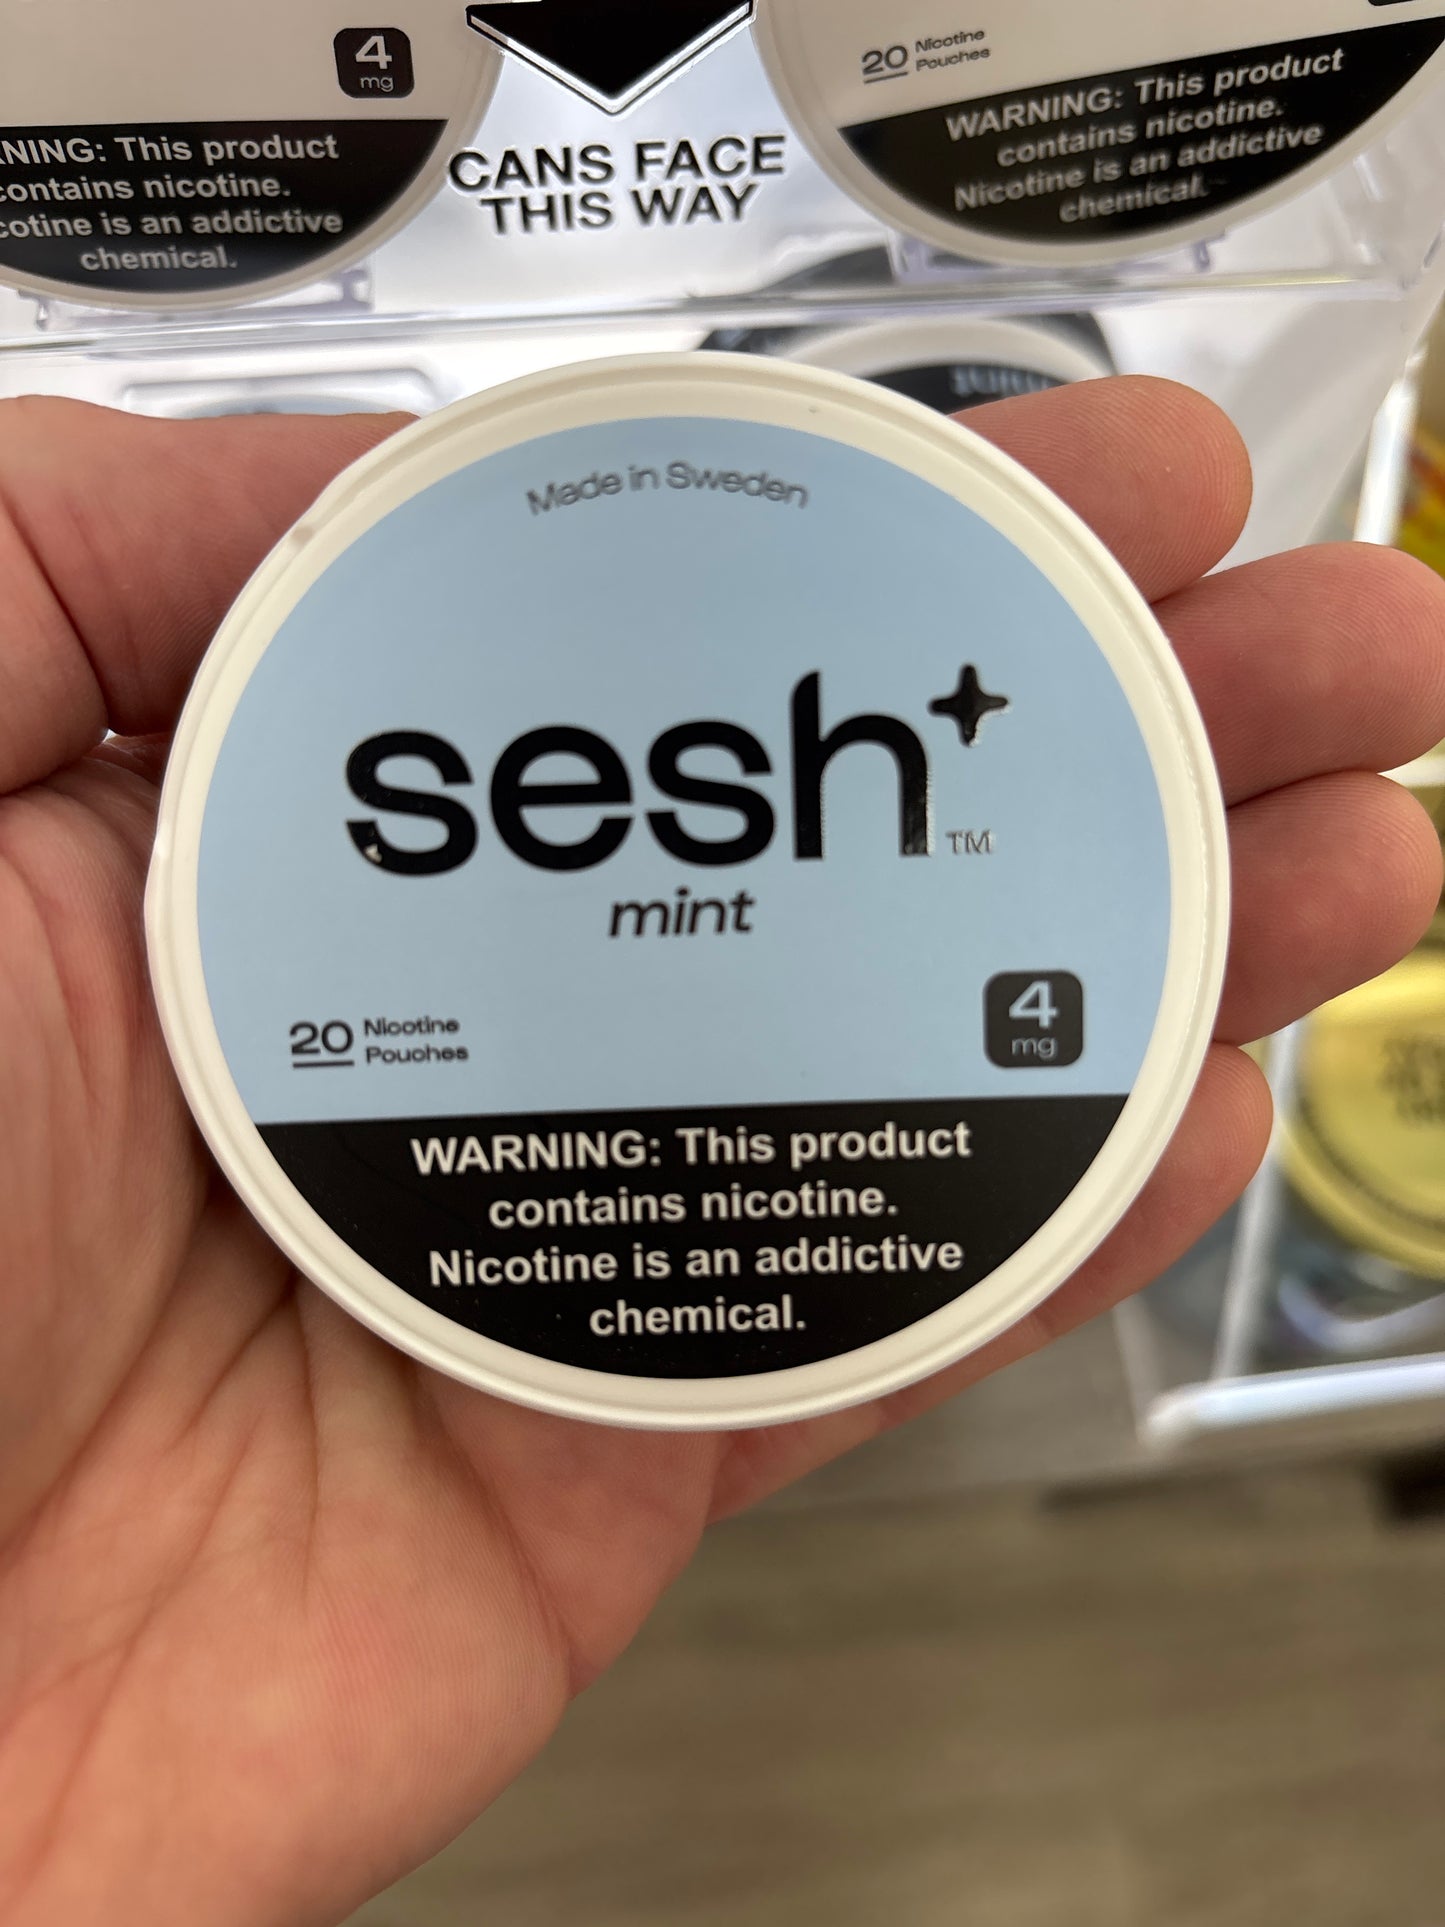 4
mg
NING: This product
contains nicotine.
cotine is an addictive
chemical.
CANS FACE
THIS WAY
20 Nicotine
Pouches
WARNING: This product
contains nicotine.
Nicotine is an addictive
chemical.
Made in Sweden
sesh+ TM
mint
20 Nicotine
Pouches
4
mg
WARNING: This product
contains nicotine.
Nicotine is an addictive
chemical.